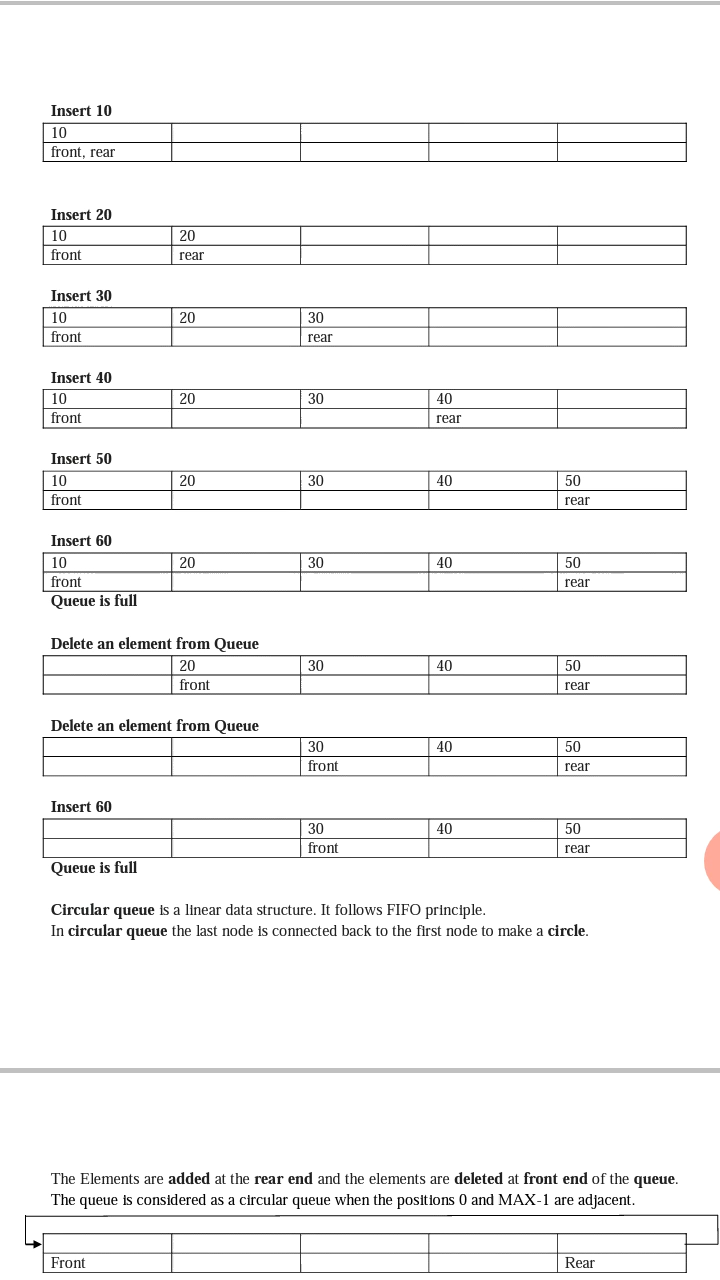 Insert 10
10
front, rear
Insert 20
10 20
front rear
Insert 30
10 20 30
front rear
Insert 40
10 20 30 40
front rear
Insert 50
10 20 30 40 50
front rear
Insert 60
10 20 30 40 50
front rear
Queue is full
Delete an element from Queue
20 30 40 50
front rear
Delete an element from Queue
30 40 50
front rear
Insert 60
30 40 50
front rear
Queue is full
Circular queue is a linear data structure. It follows FIFO principle.
In circular queue the last node is connected back to the first node to make a circle.
The Elements are added at the rear end and the elements are deleted at front end of the queue.
The queue is considered as a circular queue when the positions 0 and MAX-1 are adjacent.
Front Rear